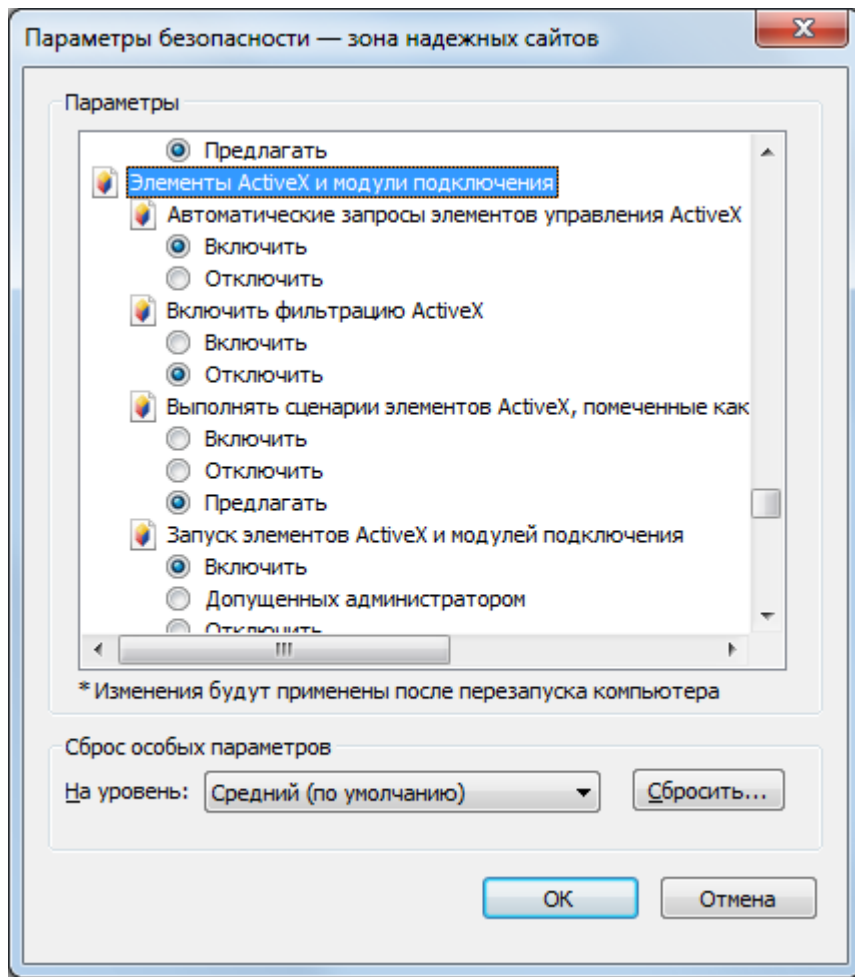 Параметры безопасности — зона надежных сайтов
Параметры
Предлагать
Элементы ActiveX и модули подключения
Автоматические запросы элементов управления ActiveX
Включить
Отключить
Включить фильтрацию ActiveX
Включить
Отключить
Выполнять сценарии элементов ActiveX, помеченные как
Включить
Отключить
Предлагать
Запуск элементов ActiveX и модулей подключения
Включить
Допущенных администратором
Отключить
* Изменения будут применены после перезапуска компьютера
Сброс особых параметров
На уровень: Средний (по умолчанию) Сбросить...
OK Отмена